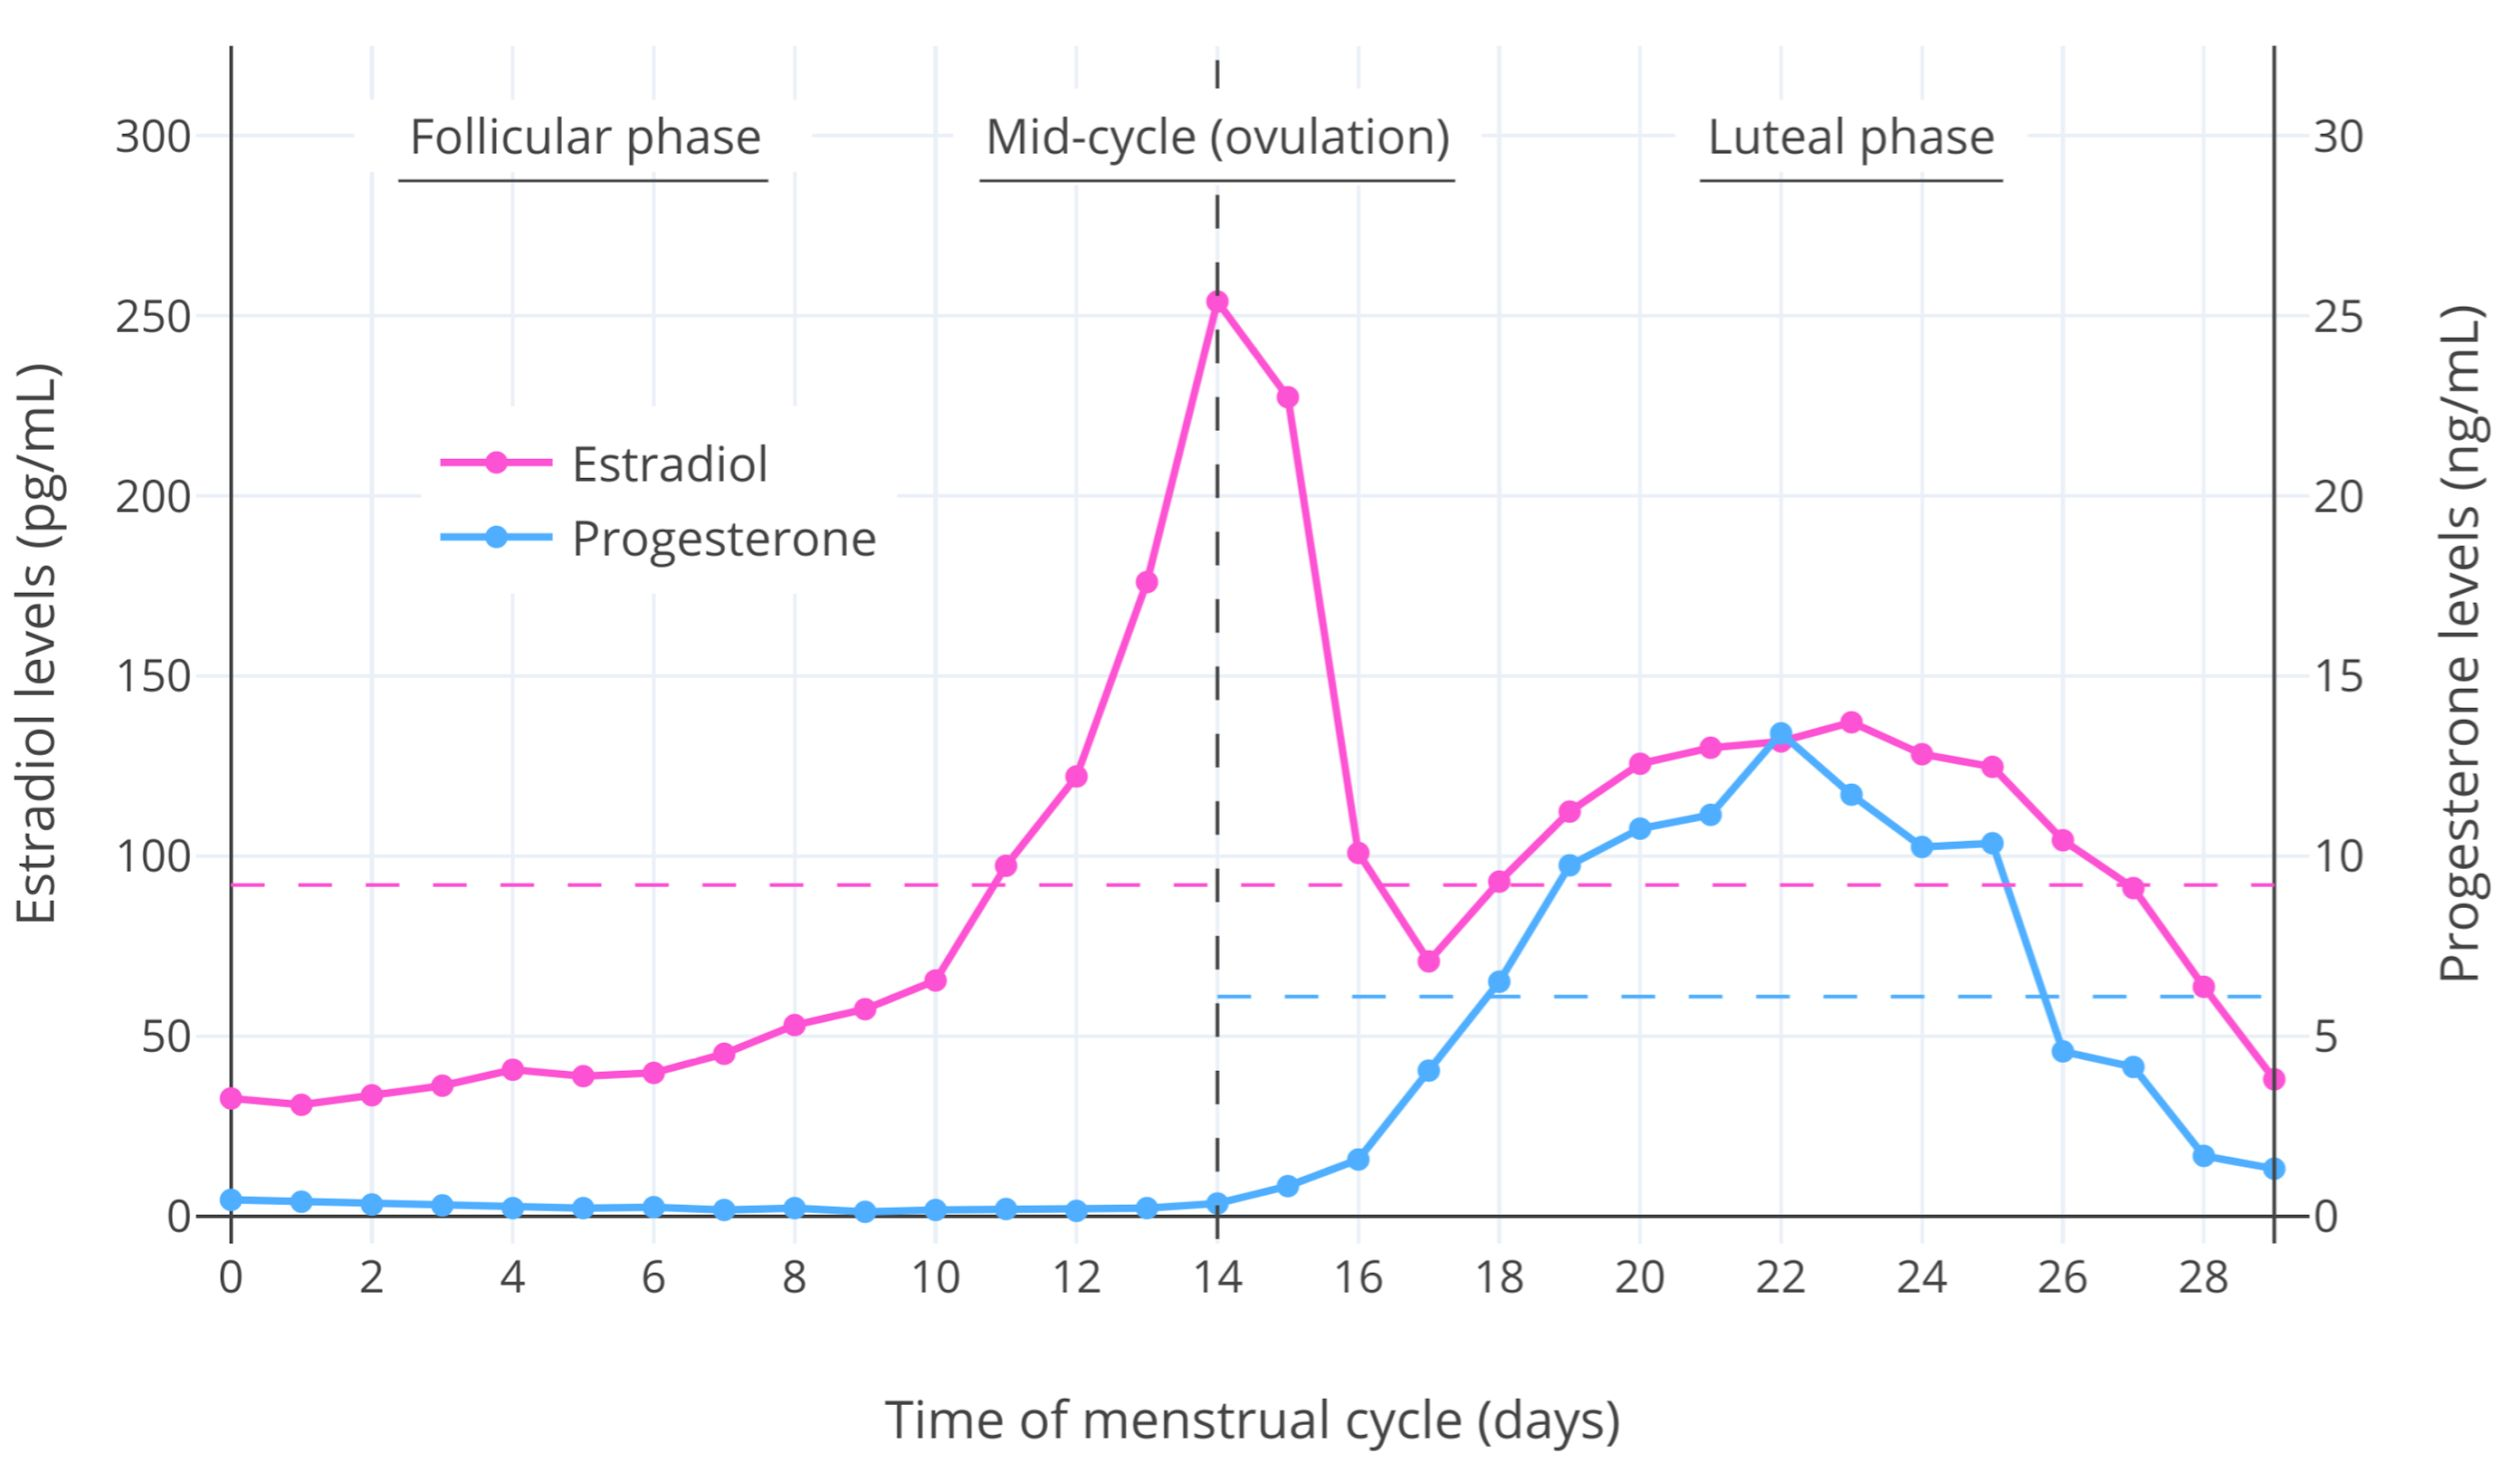 Follicular phase
Mid-cycle (ovulation)
Luteal phase
Estradiol
Progesterone
Estradiol levels (pg/mL)
300
250
200
150
100
50
0
Progesterone levels (ng/mL)
30
25
20
15
10
5
0
0 2 4 6 8 10 12 14 16 18 20 22 24 26 28
Time of menstrual cycle (days)